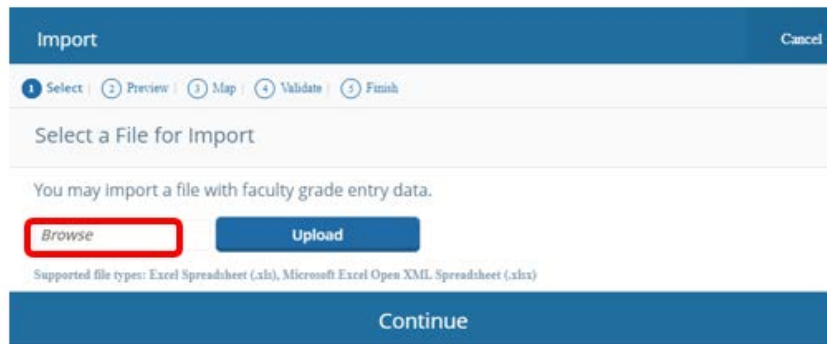 Import
Cancel
1 Select | 2 Preview | 3 Map | 4 Validate | 5 Finish
Select a File for Import
You may import a file with faculty grade entry data.
Browse
Upload
Supported file types: Excel Spreadsheet (.xls), Microsoft Excel Open XML Spreadsheet (.xlsx)
Continue